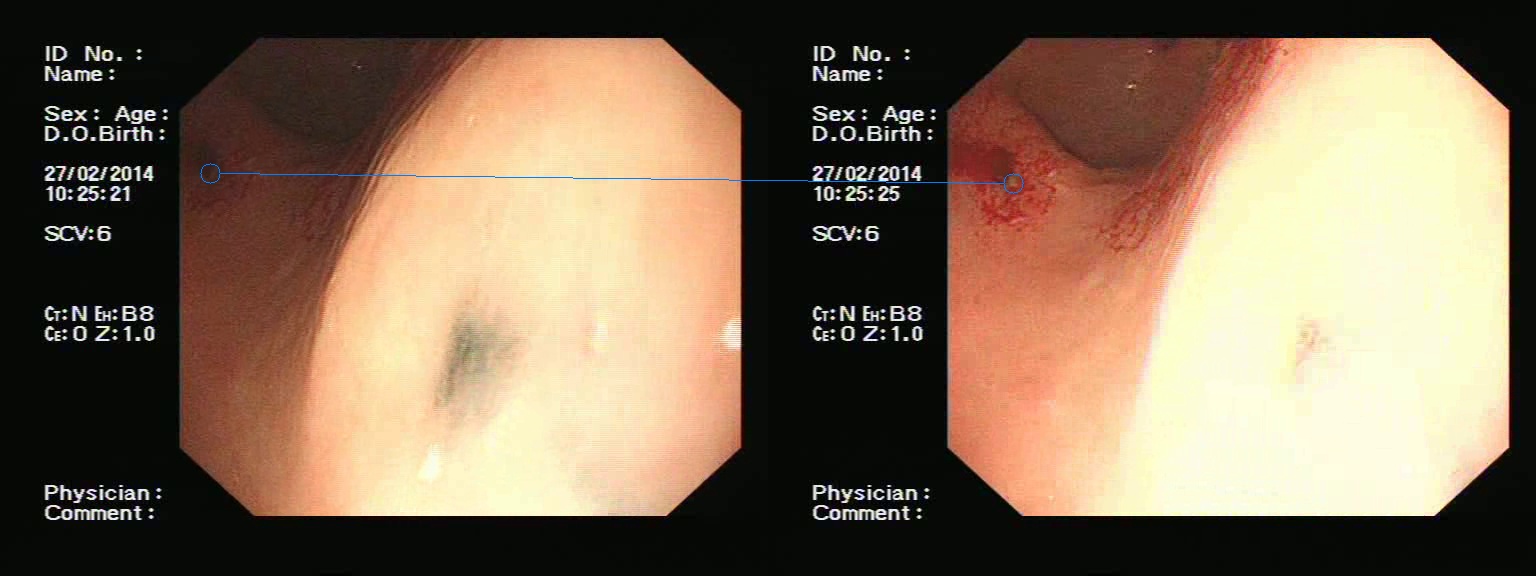 ID No. :
Name:
Sex: Age:
D.O.Birth:
27/02/2014
10:25:21
SCV:6
CT:N EH:B8
CE:0 Z:1.0
Physician:
Comment:
ID No. :
Name:
Sex: Age:
D.O.Birth:
27/02/2014
10:25:25
SCV:6
CT:N EH:B8
CE:0 Z:1.0
Physician:
Comment: